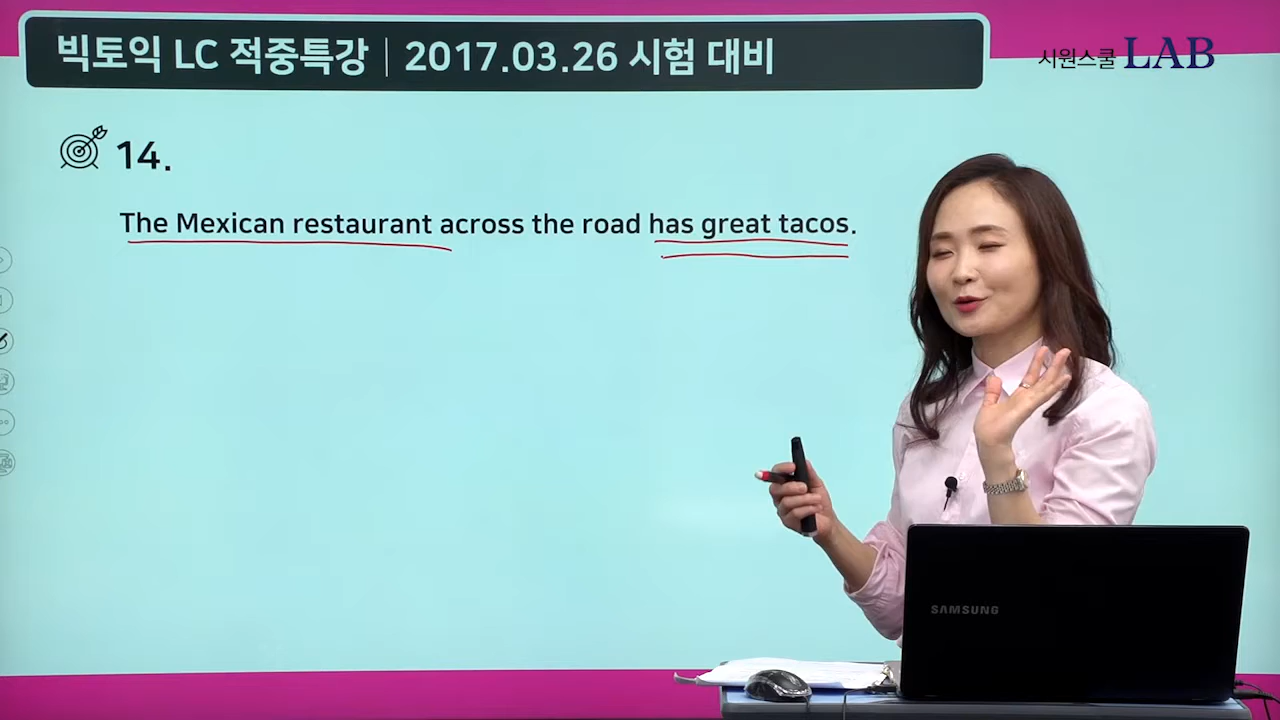 빅토익 LC 적중특강 | 2017.03.26 시험 대비
시원스쿨 LAB
14.
The Mexican restaurant across the road has great tacos.
SAMSUNG